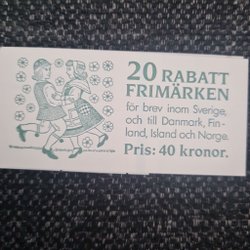 20 RABATT
FRIMÄRKEN
för brev inom Sverige,
och till Danmark, Fin-
land, Island och Norge.
Pris: 40 kronor.